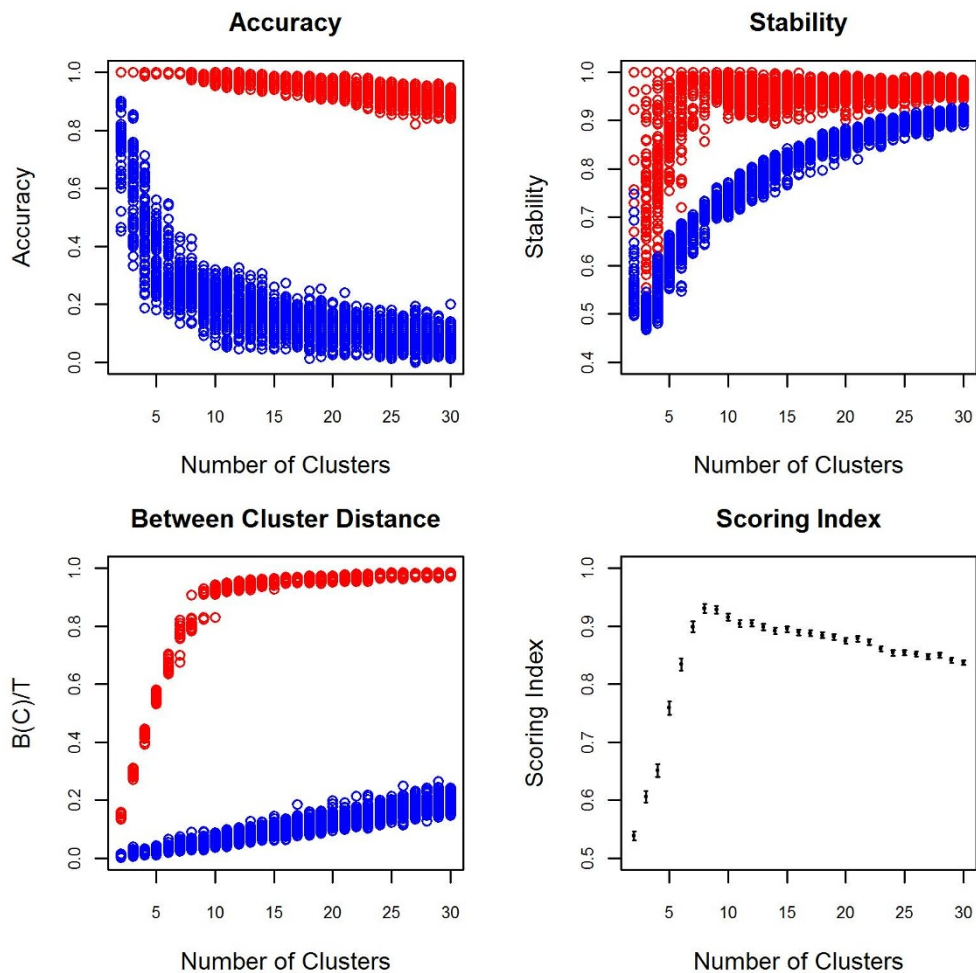 Accuracy
Accuracy
1.0
0.8
0.6
0.4
0.2
0.0
5 10 15 20 25 30
Number of Clusters
Stability
Stability
1.0
0.9
0.8
0.7
0.6
0.5
0.4
5 10 15 20 25 30
Number of Clusters
Between Cluster Distance
B(C)/T
1.0
0.8
0.6
0.4
0.2
0.0
5 10 15 20 25 30
Number of Clusters
Scoring Index
Scoring Index
1.0
0.9
0.8
0.7
0.6
0.5
5 10 15 20 25 30
Number of Clusters